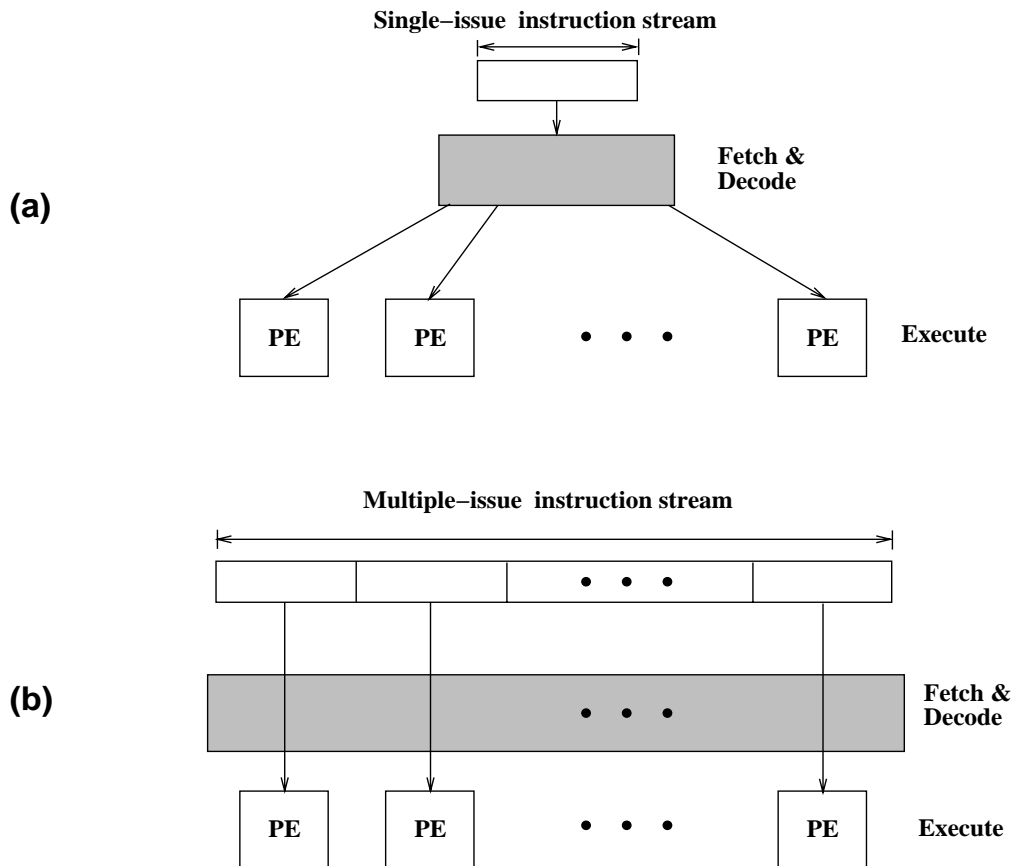 Single−issue instruction stream
Fetch &
Decode
(a)
PE PE • • • PE Execute
Multiple−issue instruction stream
• • •
(b)
Fetch &
Decode
• • •
PE PE • • • PE Execute